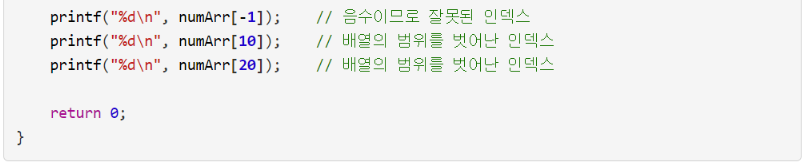 printf("%d\n", numArr[-1]);    // 음수이므로 잘못된 인덱스
printf("%d\n", numArr[10]);    // 배열의 범위를 벗어난 인덱스
printf("%d\n", numArr[20]);    // 배열의 범위를 벗어난 인덱스
return 0;
}